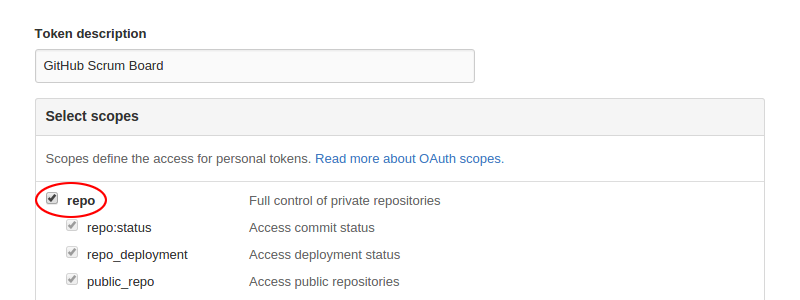 Token description
GitHub Scrum Board
Select scopes
Scopes define the access for personal tokens. Read more about OAuth scopes.
repo Full control of private repositories
repo:status Access commit status
repo_deployment Access deployment status
public_repo Access public repositories